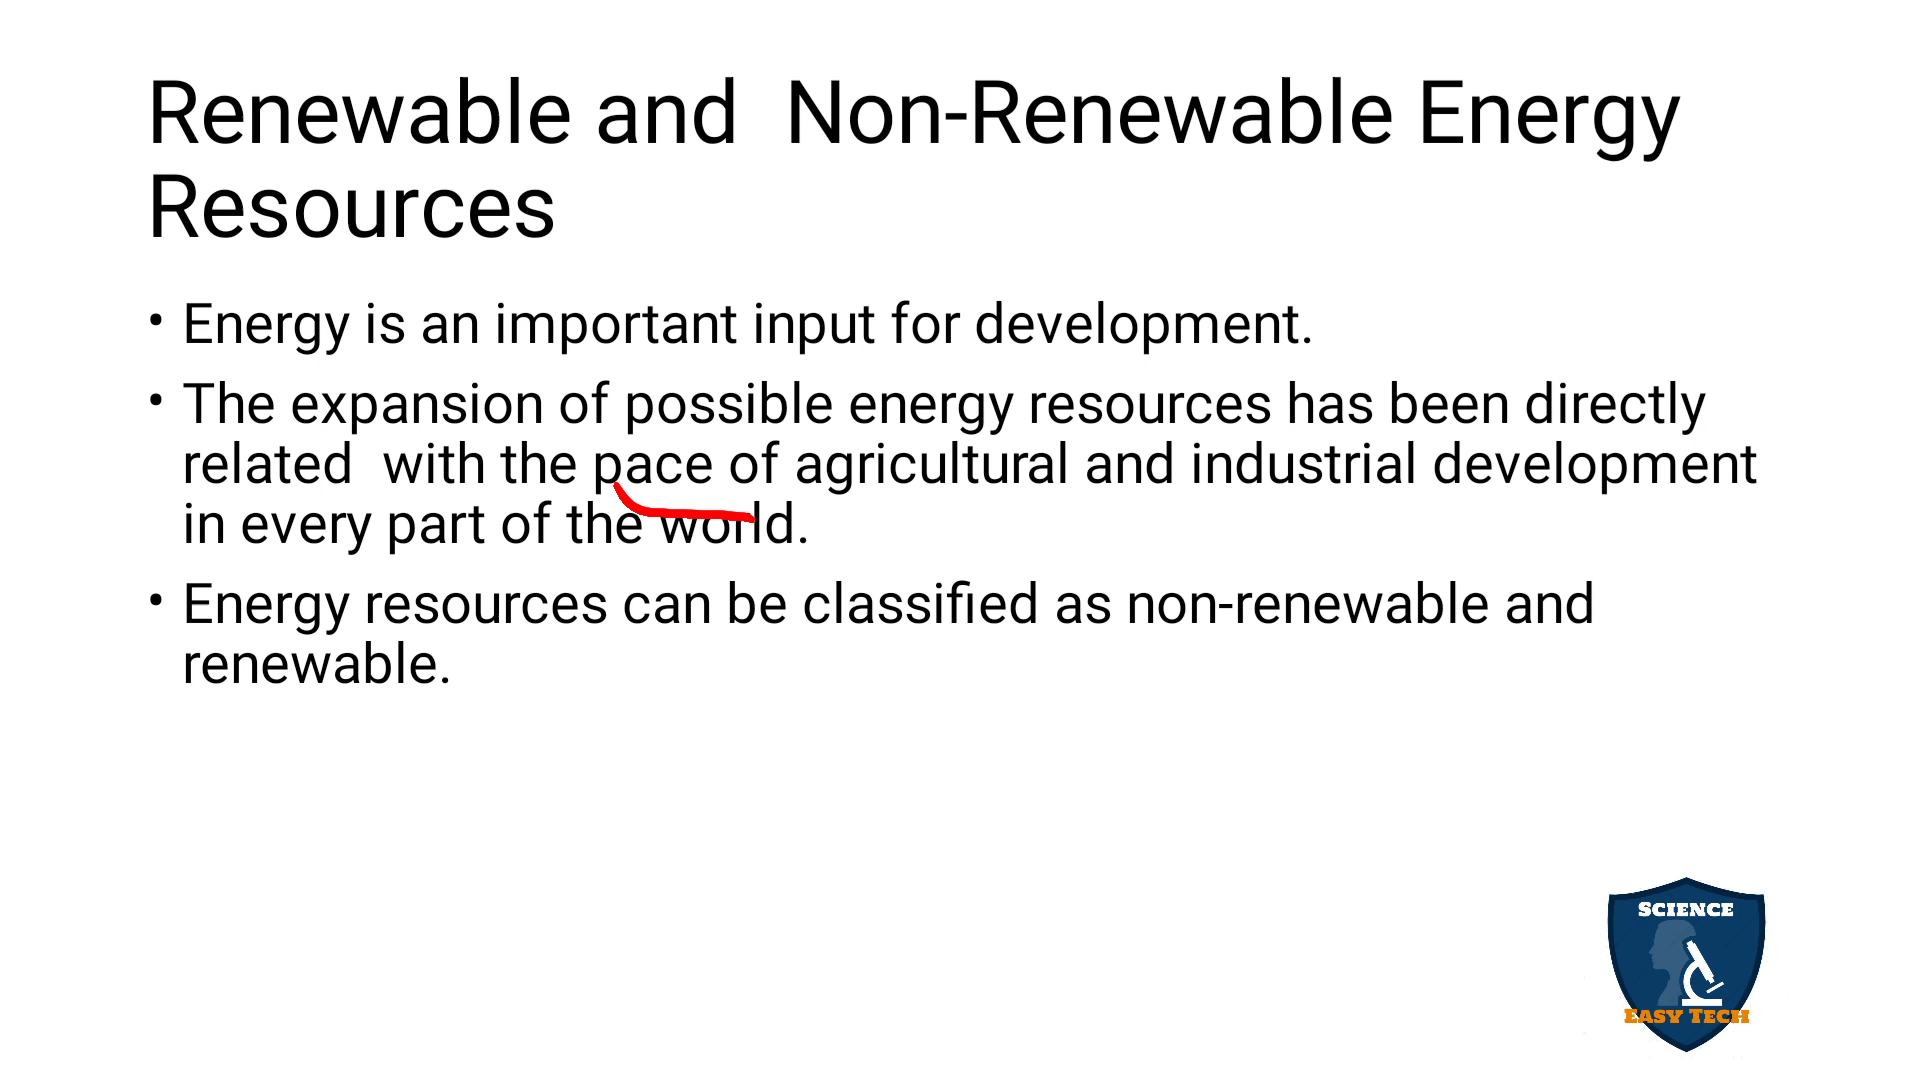 Renewable and  Non-Renewable Energy
Resources
• Energy is an important input for development.
• The expansion of possible energy resources has been directly
related  with the pace of agricultural and industrial development
in every part of the world.
• Energy resources can be classified as non-renewable and
renewable.
SCIENCE
EASY TECH